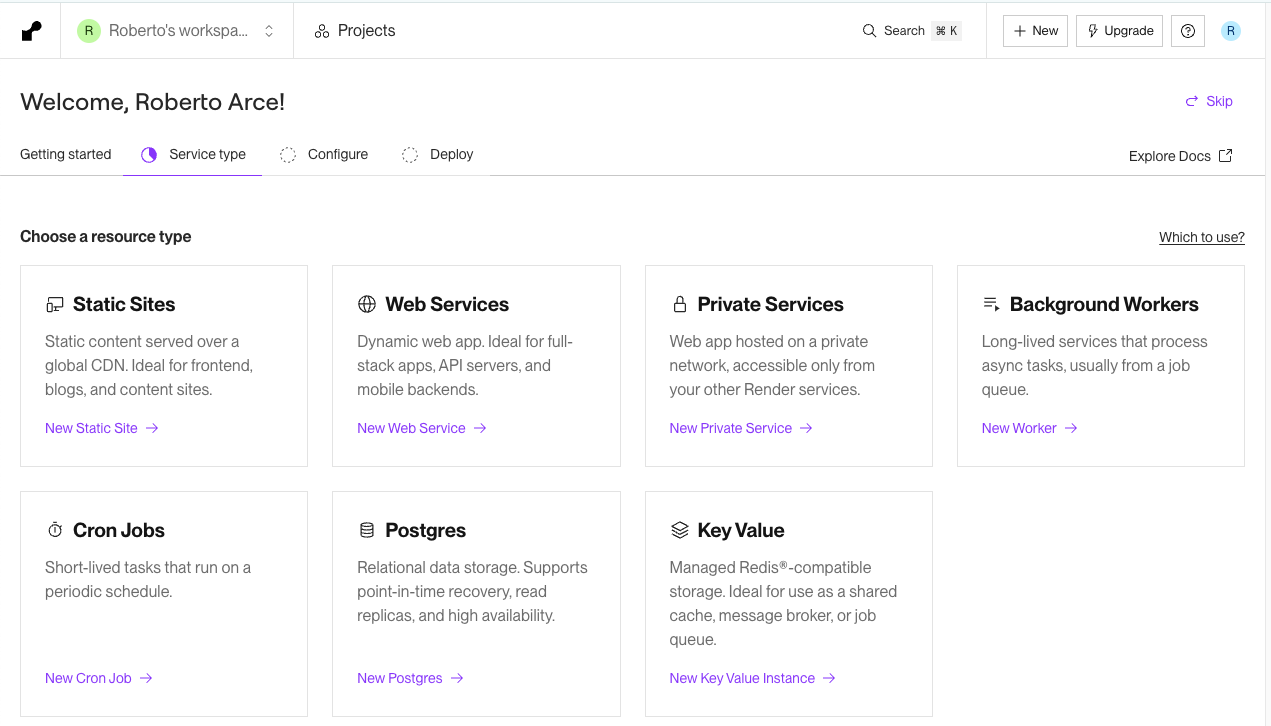 R Roberto's workspa... Projects Search ⌘ K + New Upgrade R
Welcome, Roberto Arce!
Skip
Getting started Service type Configure Deploy Explore Docs
Choose a resource type
Which to use?
Static Sites
Static content served over a
global CDN. Ideal for frontend,
blogs, and content sites.
New Static Site →
Web Services
Dynamic web app. Ideal for full-
stack apps, API servers, and
mobile backends.
New Web Service →
Private Services
Web app hosted on a private
network, accessible only from
your other Render services.
New Private Service →
Background Workers
Long-lived services that process
async tasks, usually from a job
queue.
New Worker →
Cron Jobs
Short-lived tasks that run on a
periodic schedule.
New Cron Job →
Postgres
Relational data storage. Supports
point-in-time recovery, read
replicas, and high availability.
New Postgres →
Key Value
Managed Redis®-compatible
storage. Ideal for use as a shared
cache, message broker, or job
queue.
New Key Value Instance →